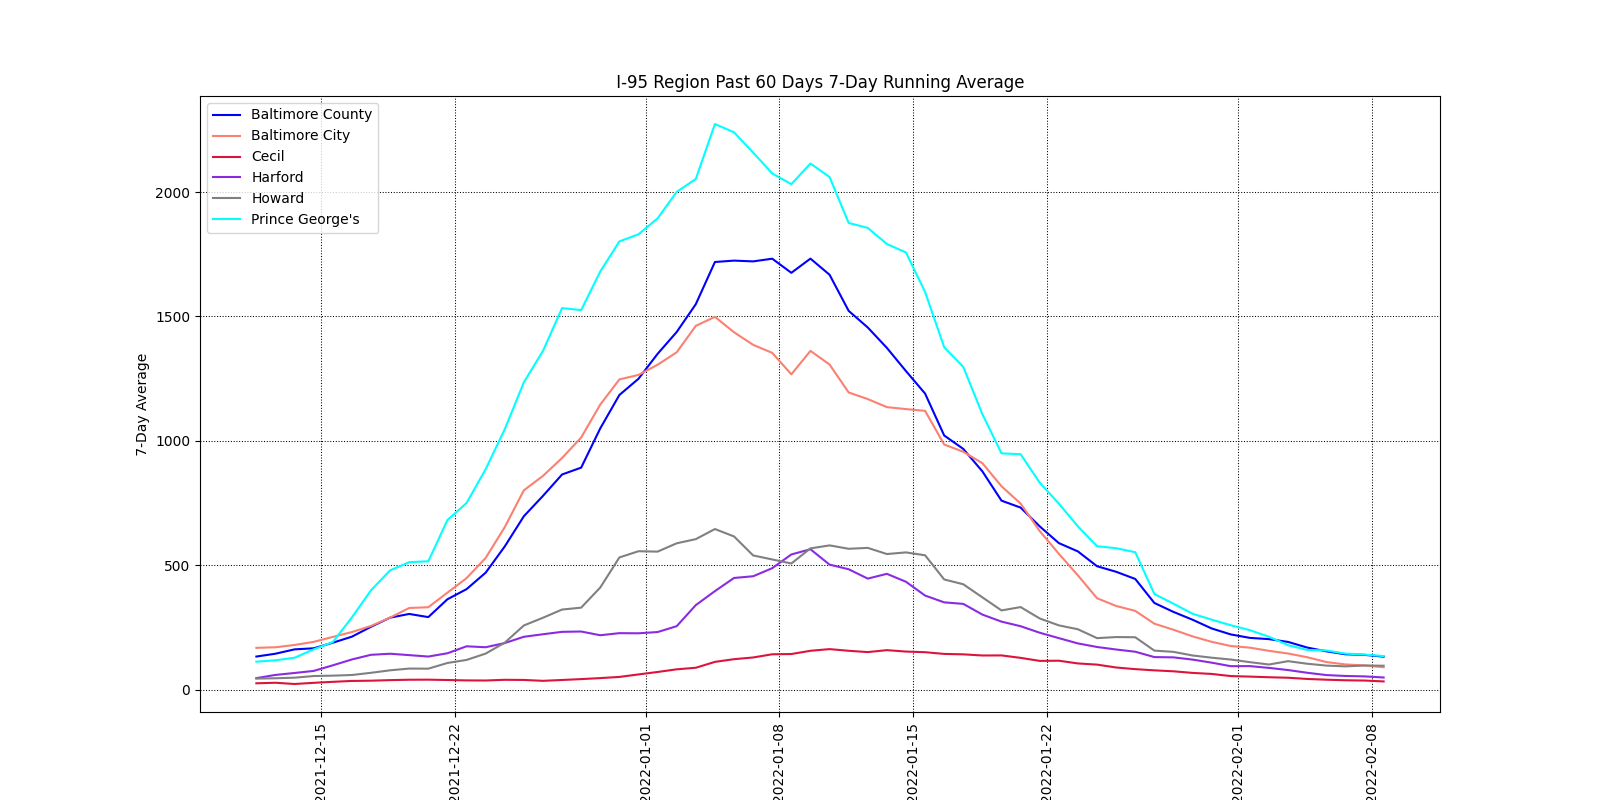 I-95 Region Past 60 Days 7-Day Running Average
Baltimore County
Baltimore City
Cecil
Harford
Howard
Prince George's
7-Day Average
2000
1500
1000
500
0
2021-12-15
2021-12-22
2022-01-01
2022-01-08
2022-01-15
2022-01-22
2022-02-01
2022-02-08